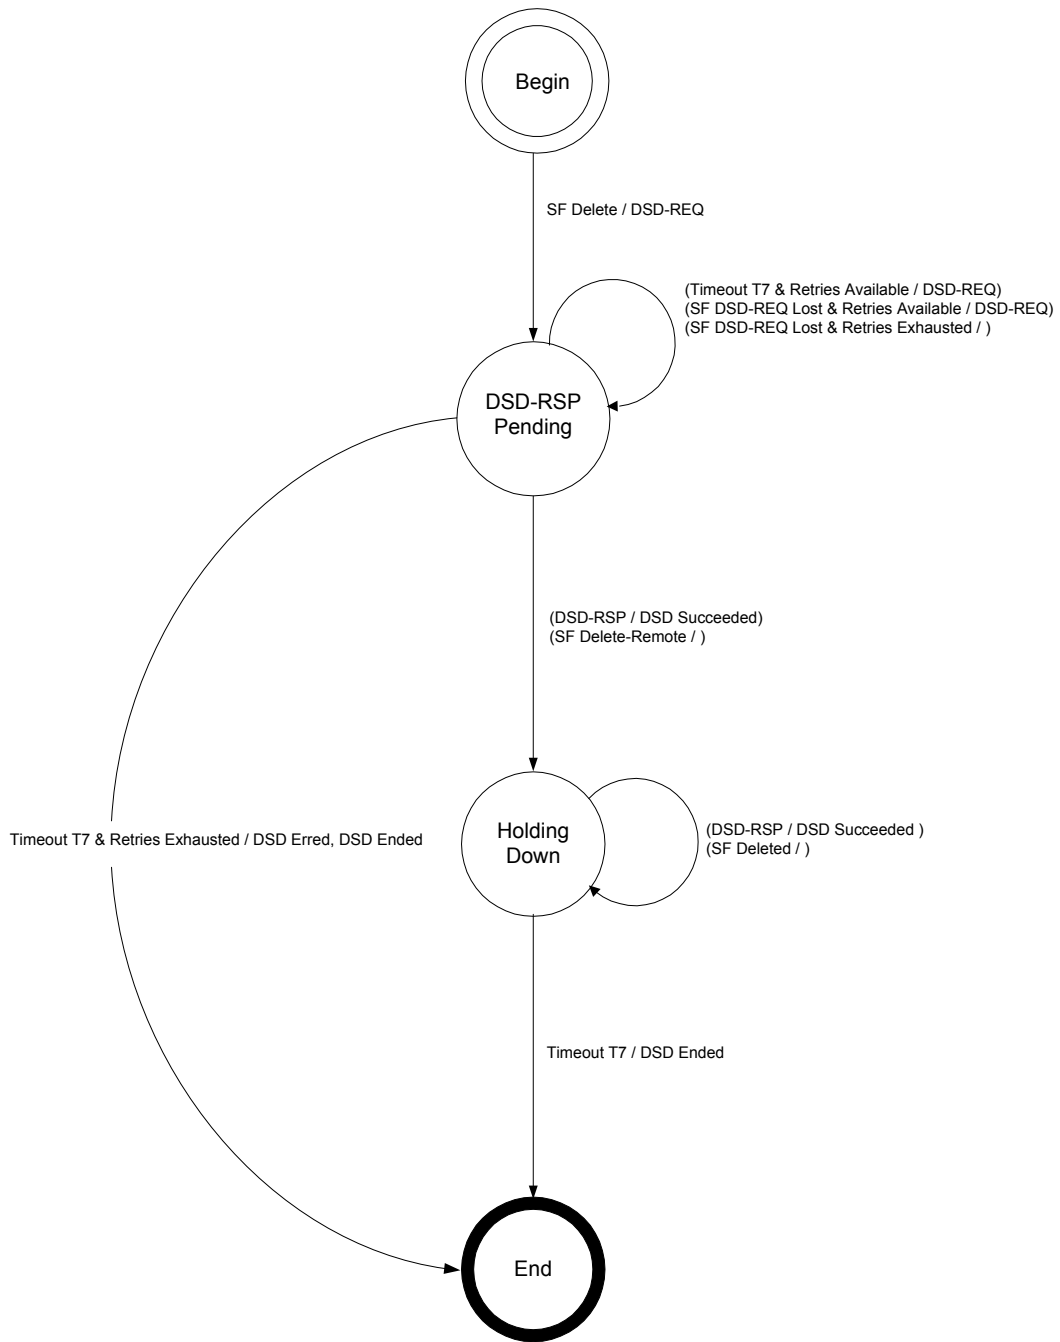 Begin
SF Delete / DSD-REQ
(Timeout T7 & Retries Available / DSD-REQ)
(SF DSD-REQ Lost & Retries Available / DSD-REQ)
(SF DSD-REQ Lost & Retries Exhausted / )
DSD-RSP
Pending
(DSD-RSP / DSD Succeeded)
(SF Delete-Remote / )
Timeout T7 & Retries Exhausted / DSD Erred, DSD Ended
Holding
Down
(DSD-RSP / DSD Succeeded )
(SF Deleted / )
Timeout T7 / DSD Ended
End